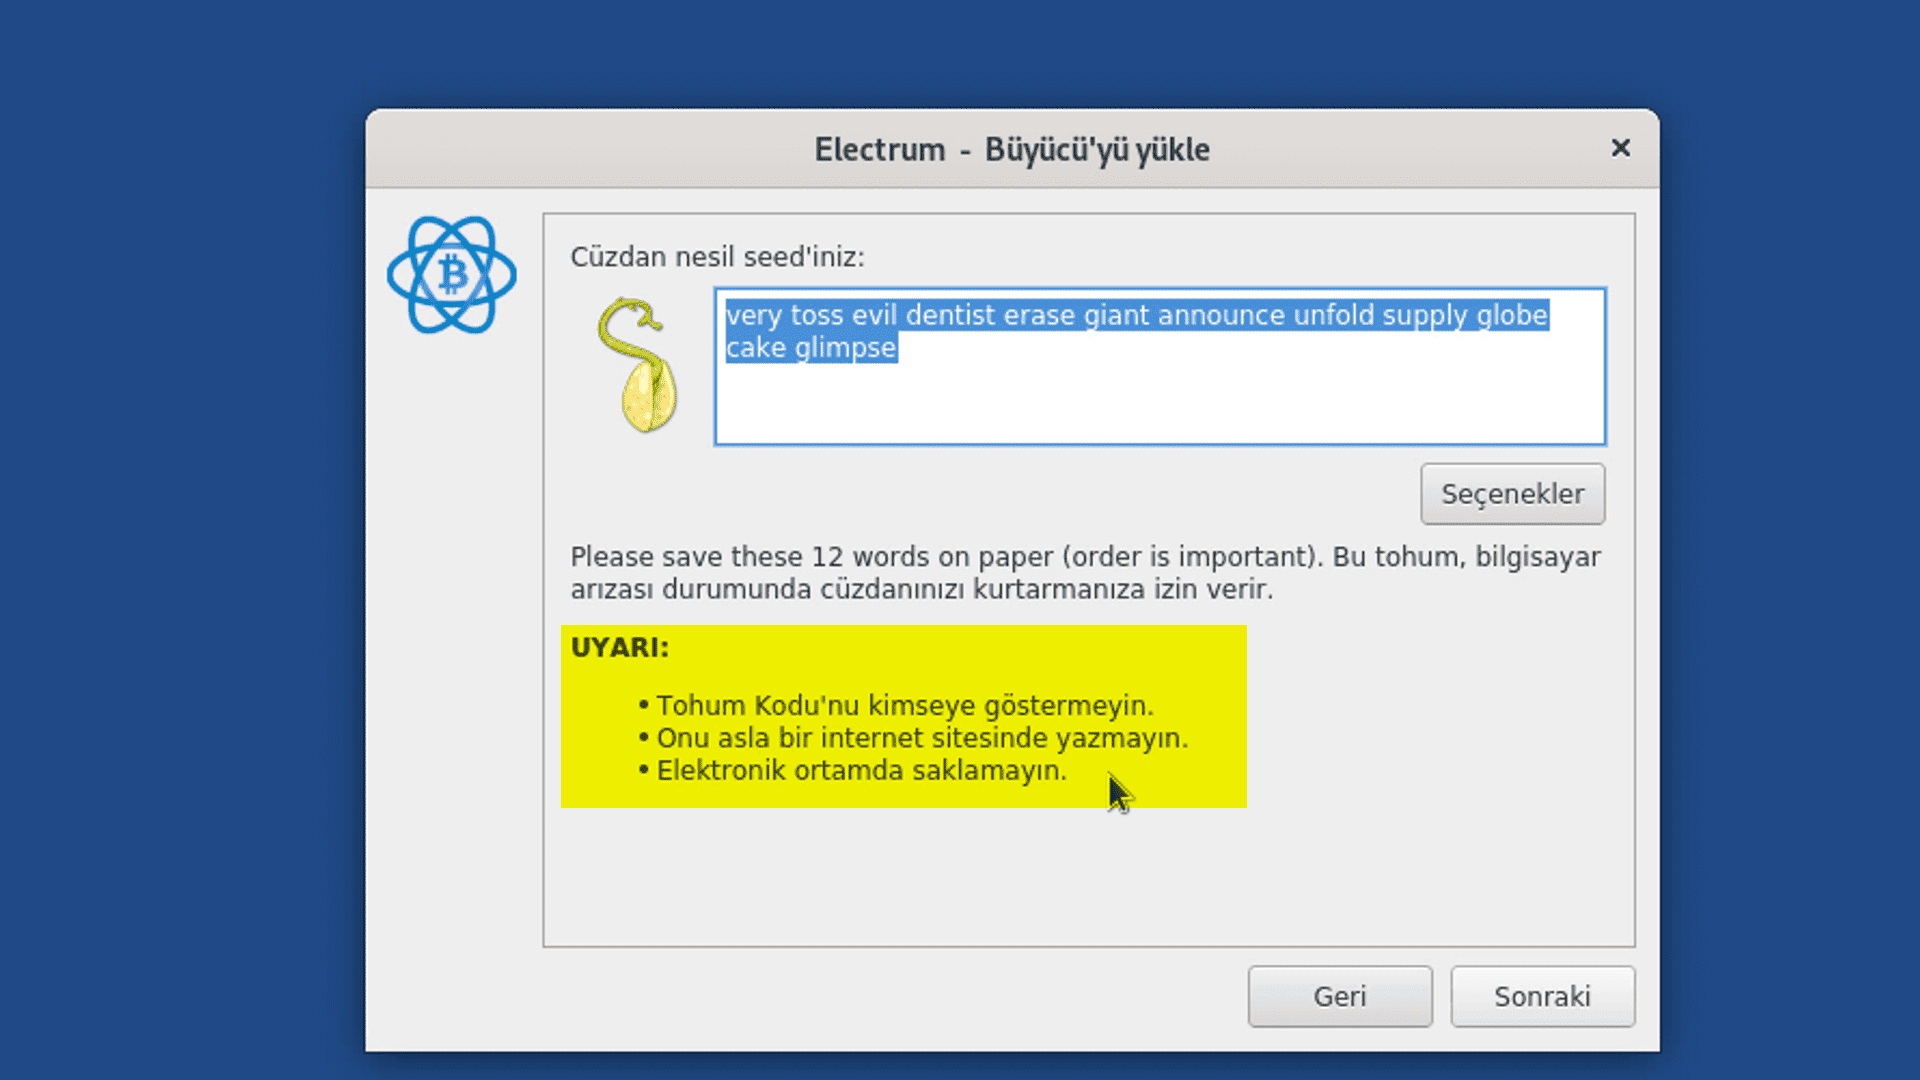 Electrum - Büyücü'yü yükle
Cüzdan nesil seed'iniz:
very toss evil dentist erase giant announce unfold supply globe
cake glimpse
Seçenekler
Please save these 12 words on paper (order is important). Bu tohum, bilgisayar
arızası durumunda cüzdanınızı kurtarmanıza izin verir.
UYARI:
• Tohum Kodu'nu kimseye göstermeyin.
• Onu asla bir internet sitesinde yazmayın.
• Elektronik ortamda saklamayın.
Geri
Sonraki